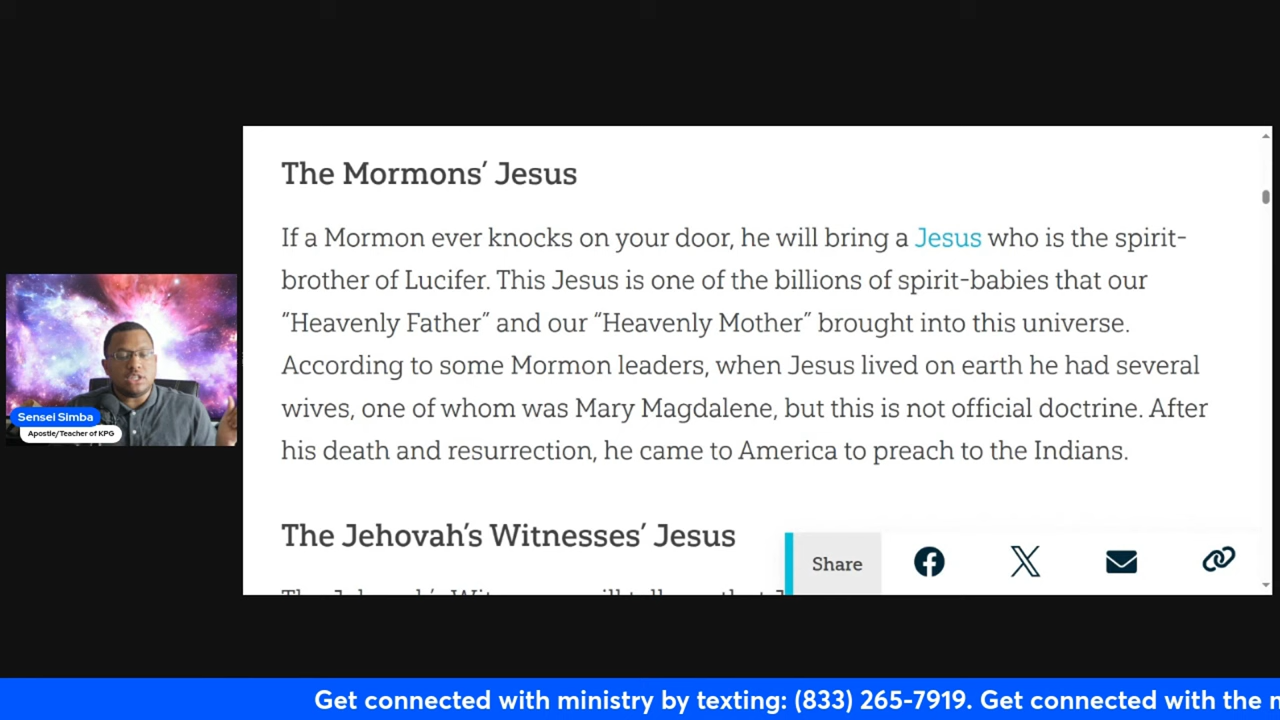 The Mormons’ Jesus
If a Mormon ever knocks on your door, he will bring a Jesus who is the spirit-
brother of Lucifer. This Jesus is one of the billions of spirit-babies that our
“Heavenly Father” and our “Heavenly Mother” brought into this universe.
According to some Mormon leaders, when Jesus lived on earth he had several
wives, one of whom was Mary Magdalene, but this is not official doctrine. After
his death and resurrection, he came to America to preach to the Indians.
The Jehovah’s Witnesses’ Jesus
Share
Sensei Simba
Apostle/Teacher of KPG
Get connected with ministry by texting: (833) 265-7919. Get connected with the